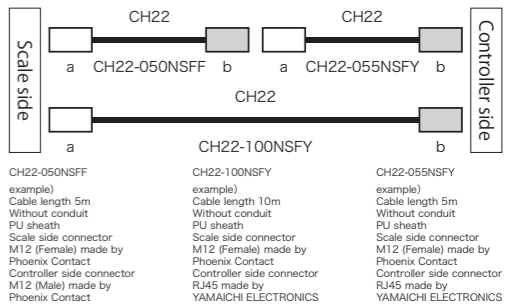 CH22
CH22
Scale side
Controller side
a
CH22-050NSFF
b
a
CH22-055NSFY
b
CH22
a
CH22-100NSFY
b
CH22-050NSFF
example)
Cable length 5m
Without conduit
PU sheath
Scale side connector
M12 (Female) made by
Phoenix Contact
Controller side connector
M12 (Male) made by
Phoenix Contact
CH22-100NSFY
example)
Cable length 10m
Without conduit
PU sheath
Scale side connector
M12 (Female) made by
Phoenix Contact
Controller side connector
RJ45 made by
YAMAICHI ELECTRONICS
CH22-055NSFY
example)
Cable length 5m
Without conduit
PU sheath
Scale side connector
M12 (Female) made by
Phoenix Contact
Controller side connector
RJ45 made by
YAMAICHI ELECTRONICS